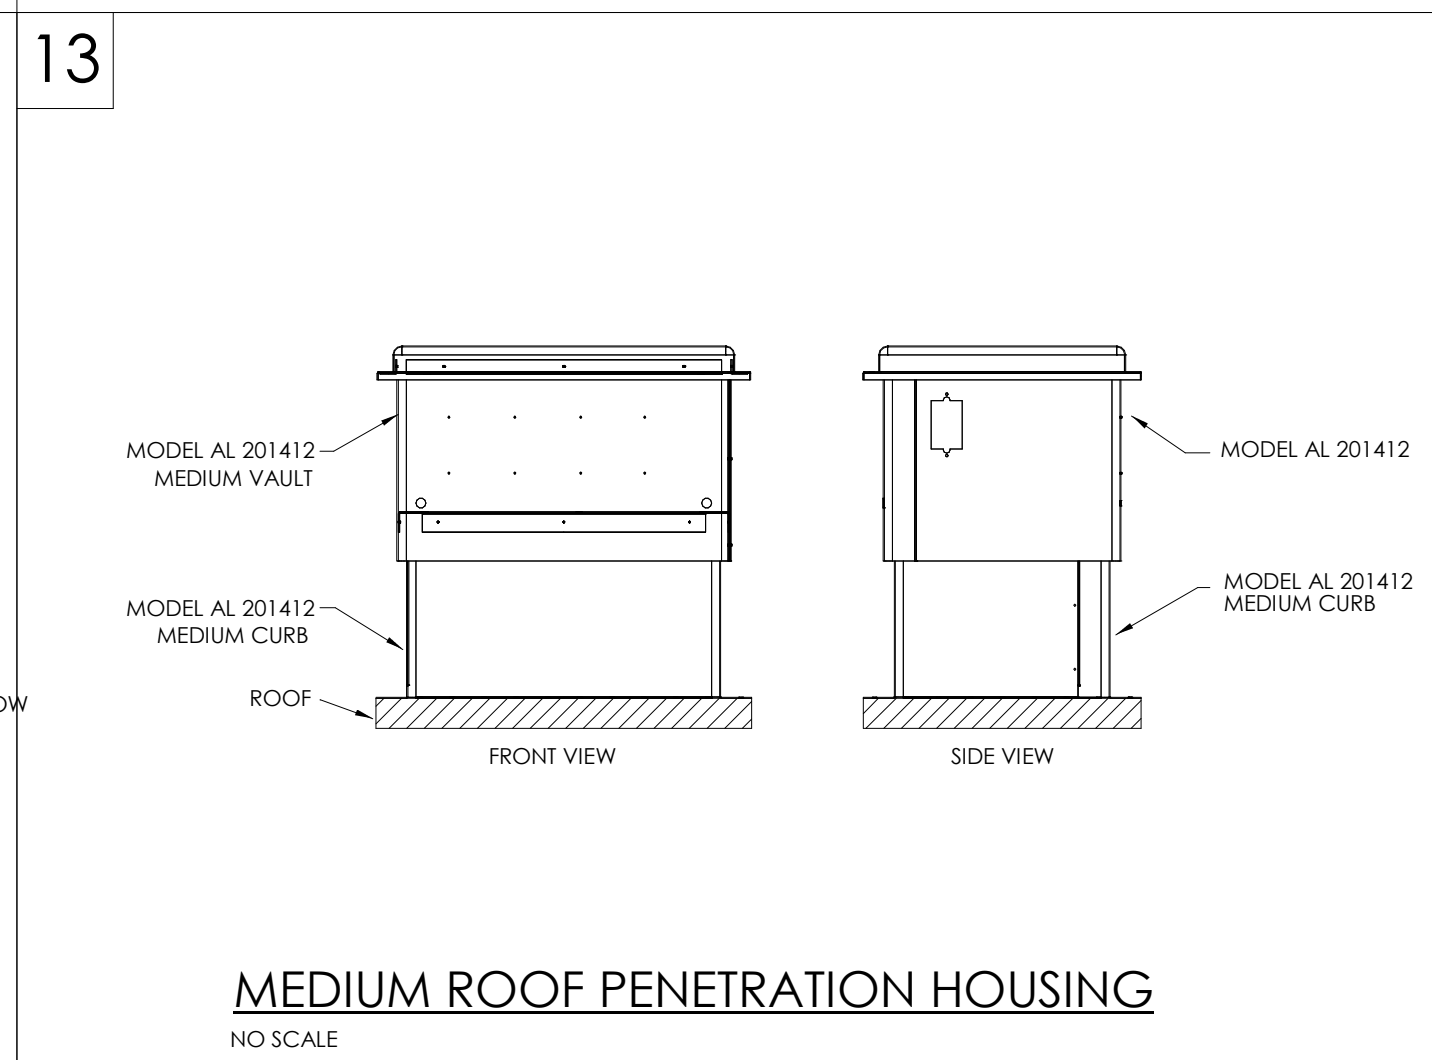 13
MODEL AL 201412
MEDIUM VAULT
MODEL AL 201412
MODEL AL 201412
MEDIUM CURB
MODEL AL 201412
MEDIUM CURB
ROOF
OW
FRONT VIEW
SIDE VIEW
MEDIUM ROOF PENETRATION HOUSING
NO SCALE